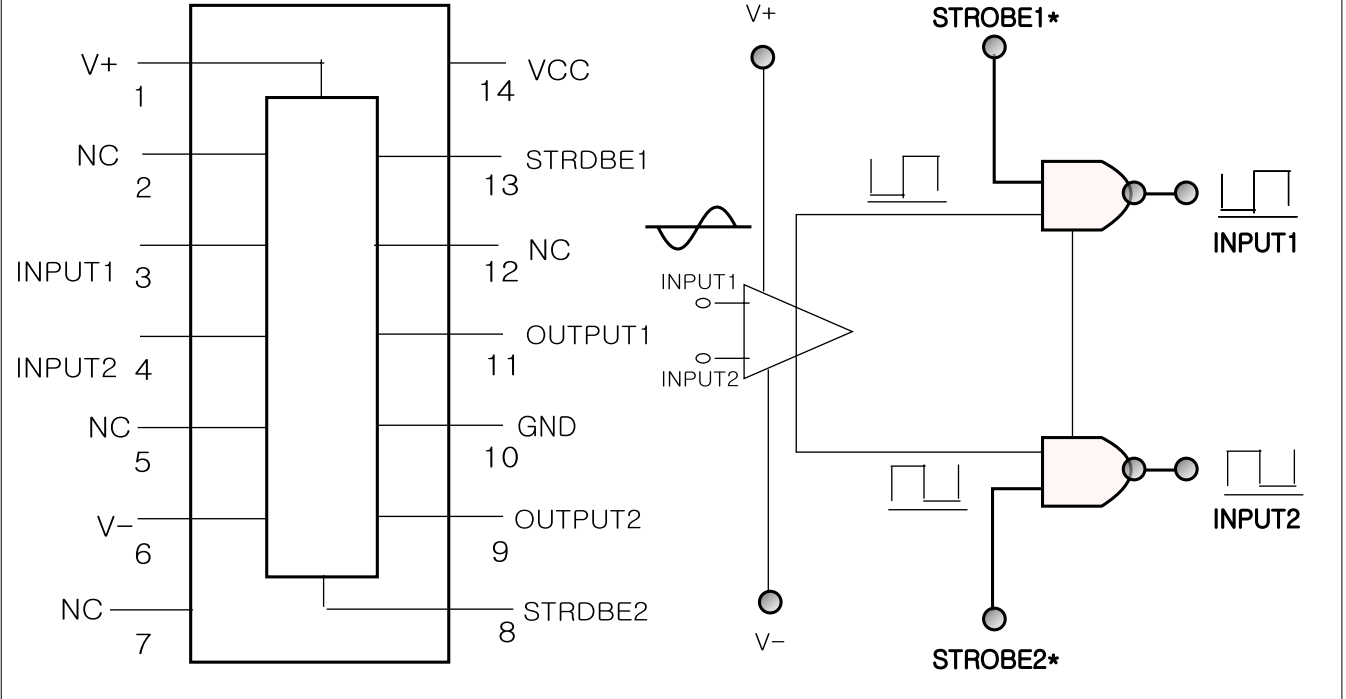 V+
1
NC
2
INPUT1
3
INPUT2
4
NC
5
V-
6
NC
7
VCC
14
STRDBE1
13
NC
12
OUTPUT1
11
GND
10
OUTPUT2
9
STRDBE2
8
V+
STROBE1*
INPUT1
INPUT1
INPUT2
INPUT2
V-
STROBE2*